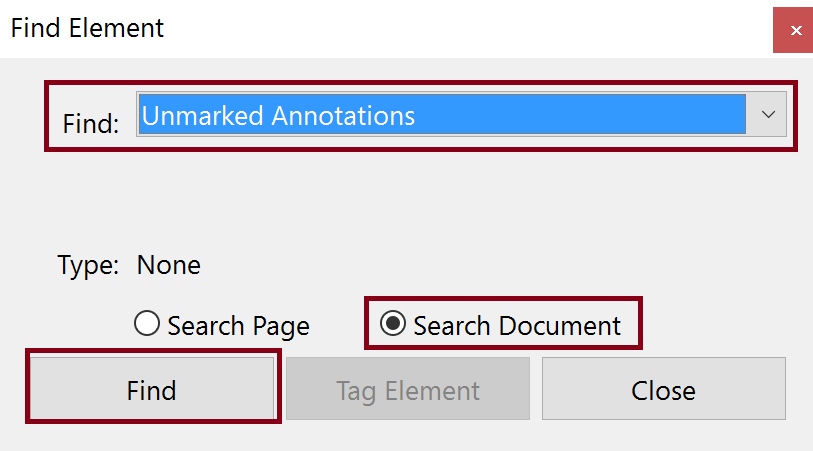 Find Element
Find: Unmarked Annotations
Type: None
Search Page Search Document
Find Tag Element Close